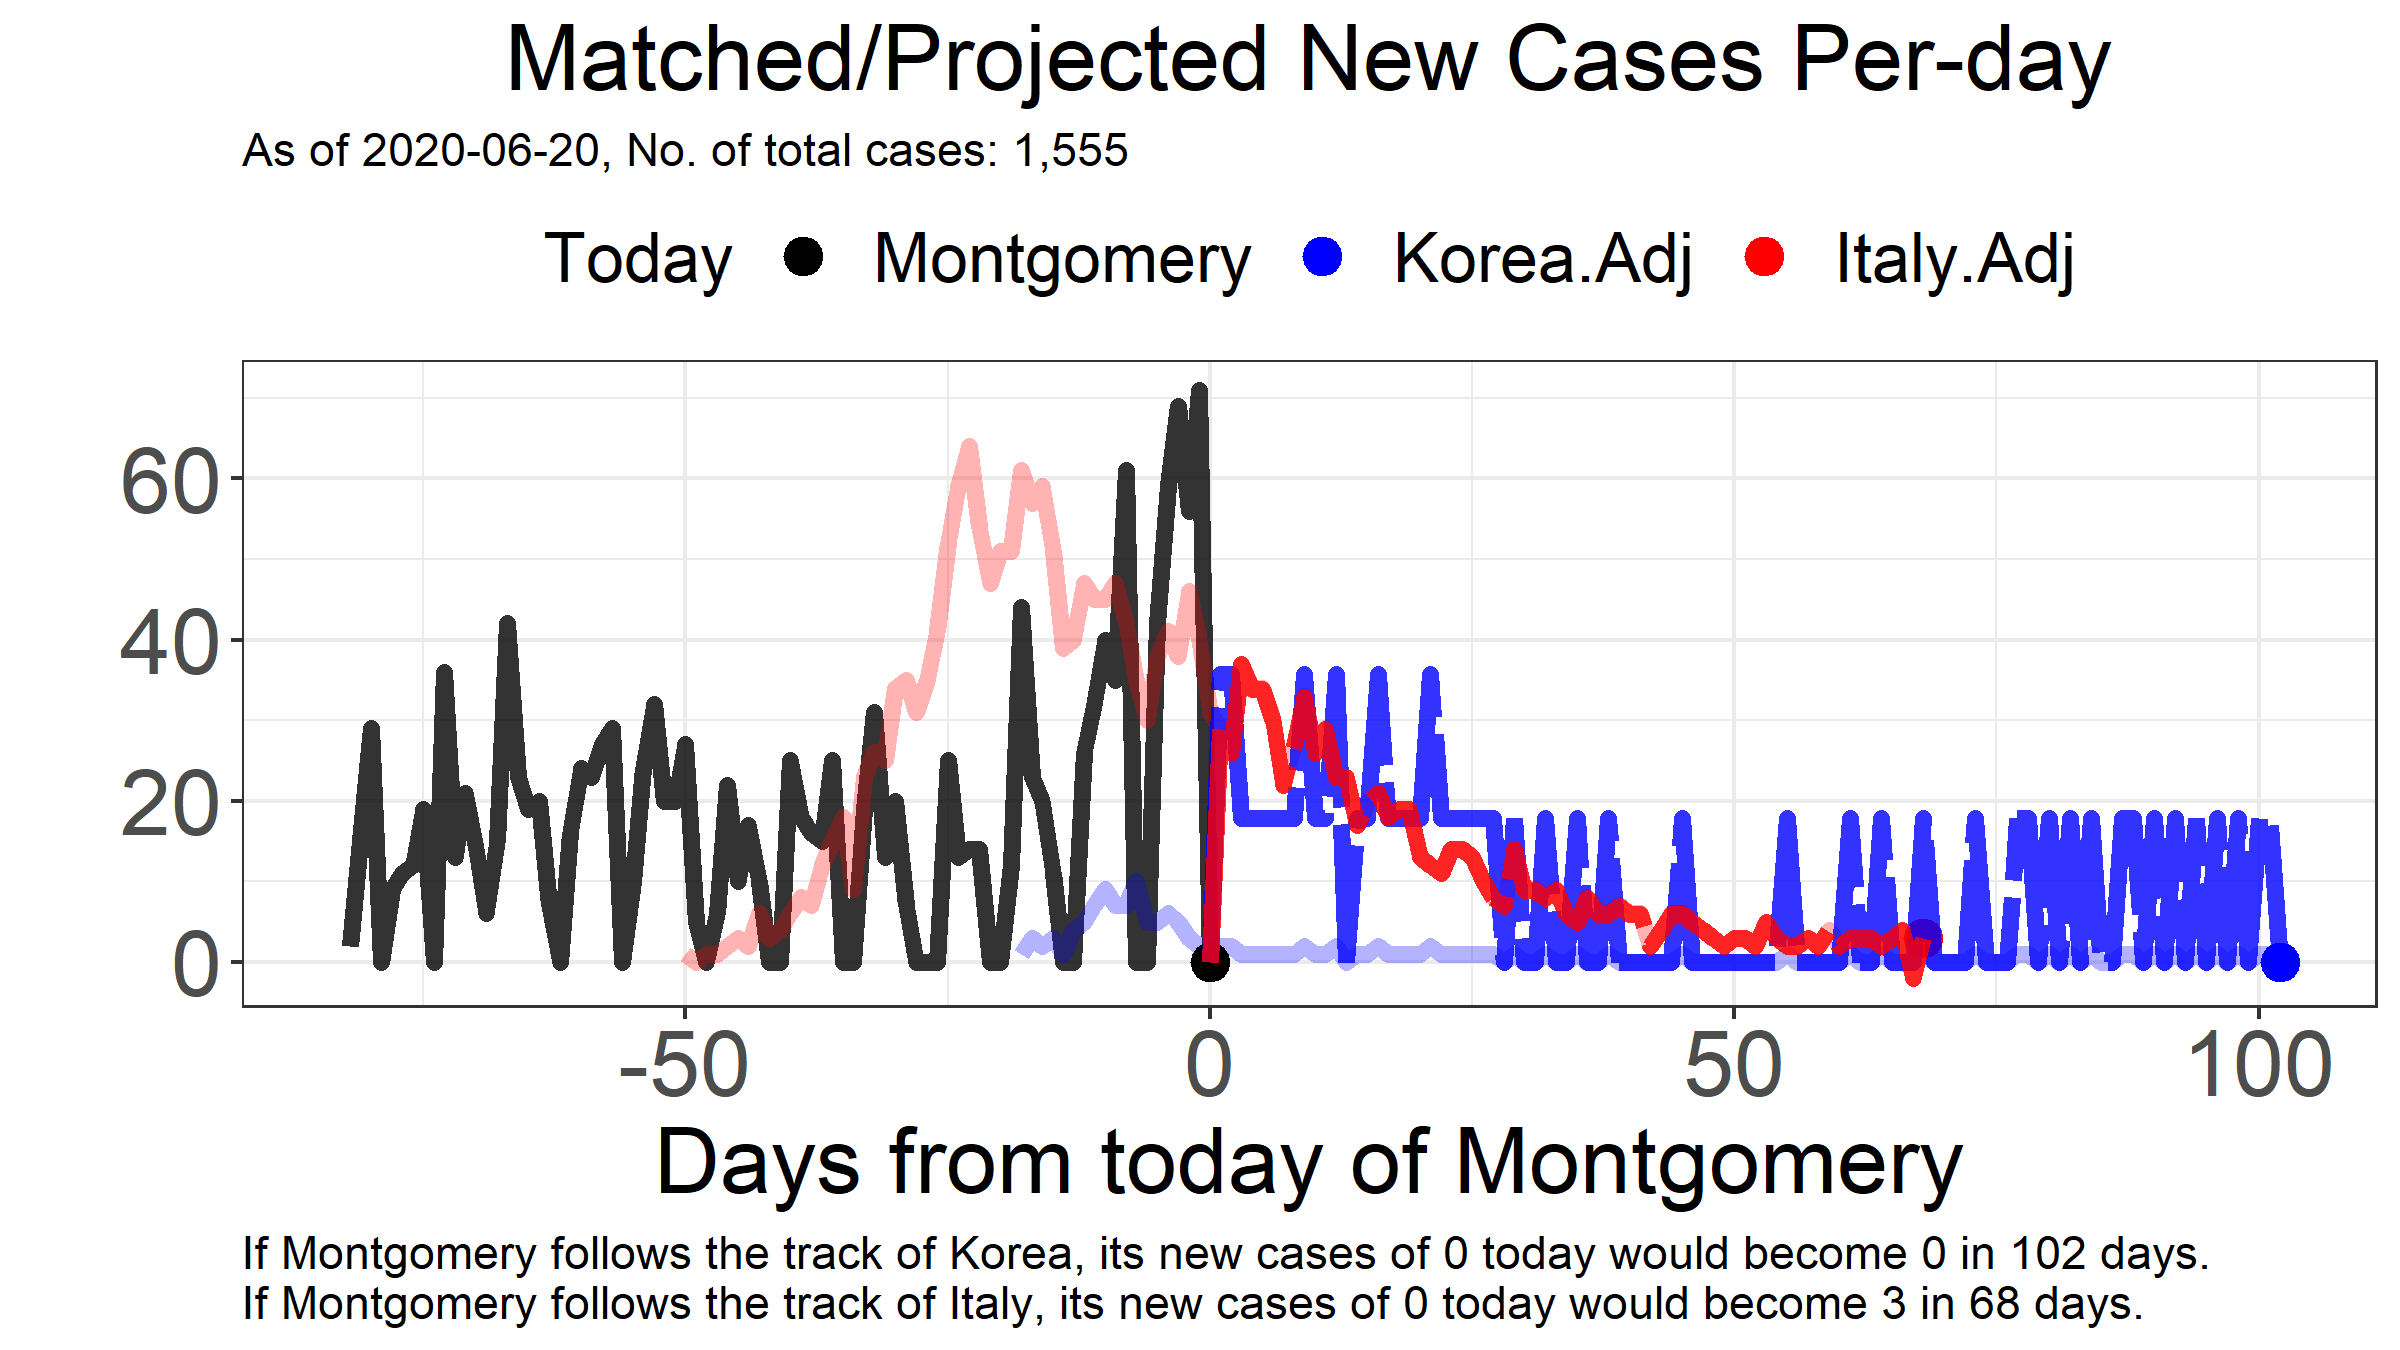 Matched/Projected New Cases Per-day
As of 2020-06-20, No. of total cases: 1,555
Today Montgomery Korea.Adj Italy.Adj
60
40
20
0
-50 0 50 100
Days from today of Montgomery
If Montgomery follows the track of Korea, its new cases of 0 today would become 0 in 102 days.
If Montgomery follows the track of Italy, its new cases of 0 today would become 3 in 68 days.